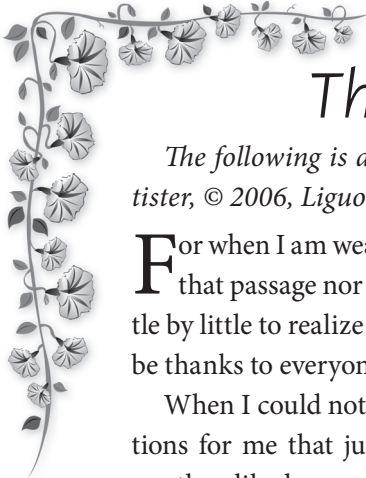 Th
The following is a
tister, © 2006, Liguo
For when I am wea
that passage nor
tle by little to realize
be thanks to everyon
When I could not
tions for me that ju